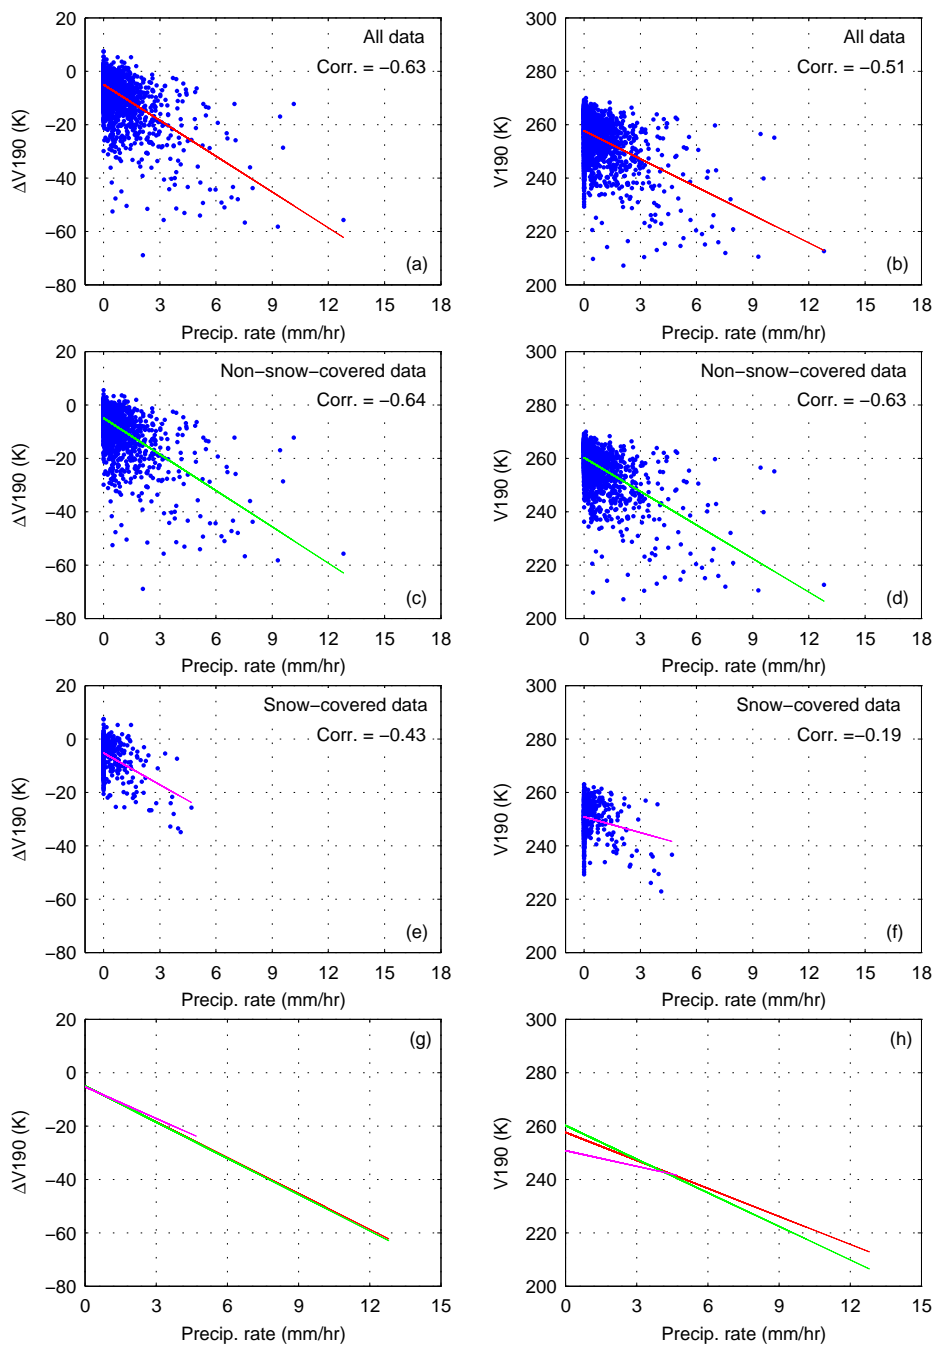 20
0
−20
−40
−60
−80
ΔV190 (K)
All data
Corr. = −0.63
(a)
0 3 6 9 12 15 18
Precip. rate (mm/hr)
300
280
260
240
220
200
V190 (K)
All data
Corr. = −0.51
(b)
0 3 6 9 12 15 18
Precip. rate (mm/hr)
20
0
−20
−40
−60
−80
ΔV190 (K)
Non−snow−covered data
Corr. = −0.64
(c)
0 3 6 9 12 15 18
Precip. rate (mm/hr)
300
280
260
240
220
200
V190 (K)
Non−snow−covered data
Corr. = −0.63
(d)
0 3 6 9 12 15 18
Precip. rate (mm/hr)
20
0
−20
−40
−60
−80
ΔV190 (K)
Snow−covered data
Corr. = −0.43
(e)
0 3 6 9 12 15 18
Precip. rate (mm/hr)
300
280
260
240
220
200
V190 (K)
Snow−covered data
Corr. =−0.19
(f)
0 3 6 9 12 15 18
Precip. rate (mm/hr)
20
0
−20
−40
−60
−80
ΔV190 (K)
(g)
0 3 6 9 12 15
Precip. rate (mm/hr)
300
280
260
240
220
200
V190 (K)
(h)
0 3 6 9 12 15
Precip. rate (mm/hr)